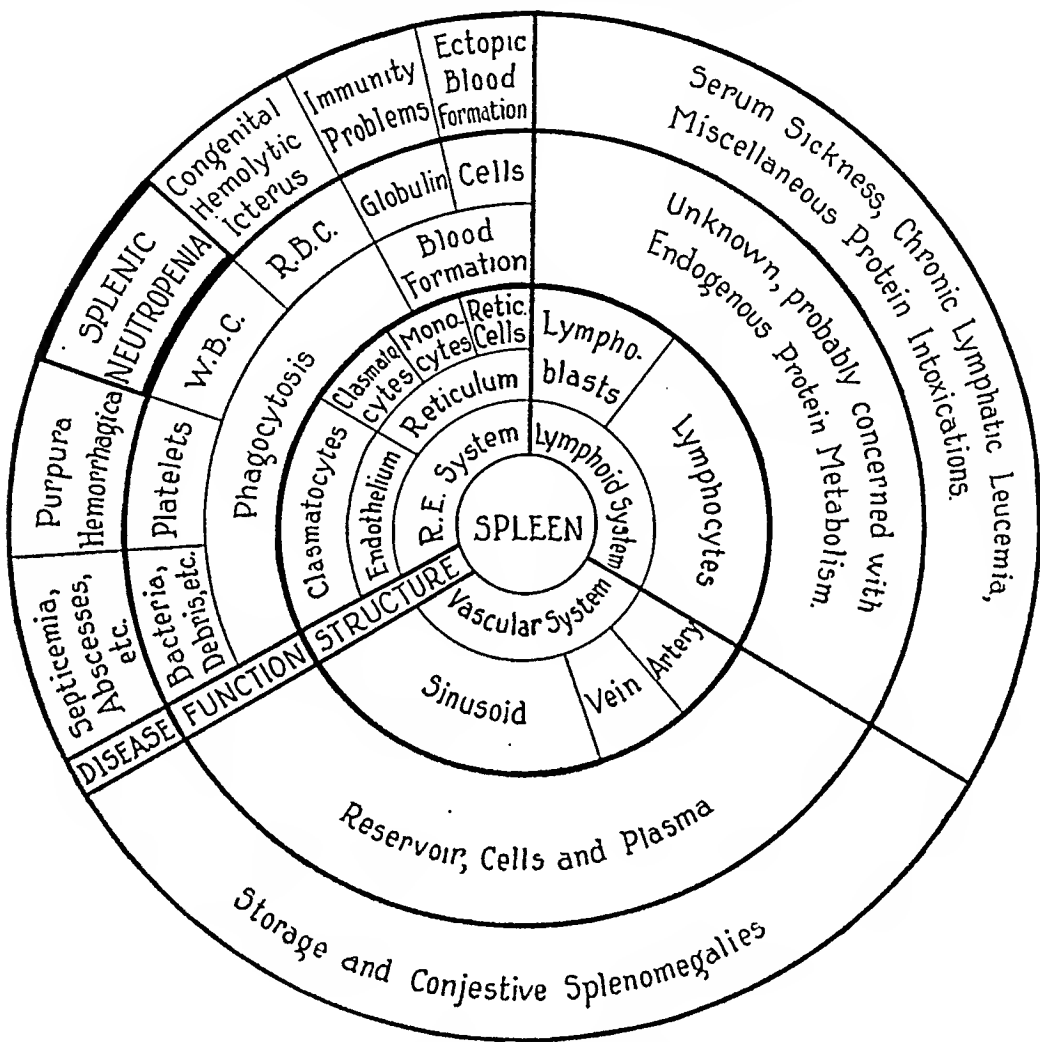 SPLEEN
R.E. System
Lymphoid System
Vascular System
STRUCTURE
FUNCTION
DISEASE
Endothelium
Reticulum
Clasmatocytes
Clasmato
cytes
Mono-
cytes
Retic.
Cells
Lympho-
blasts
Lymphocytes
Artery
Vein
Sinusoid
Phagocytosis
Blood
Formation
Bacteria,
Debris, etc.
Platelets
W.B.C.
R.B.C.
Globulin
Cells
Unknown, probably concerned with
Endogenous Protein Metabolism.
Reservoir, Cells and Plasma
Septicemia,
Abscesses,
etc.
Purpura
Hemorrhagica
SPLENIC
NEUTROPENIA
Congenital
Hemolytic
Icterus
Immunity
Problems
Ectopic
Blood
Formation
Serum Sickness, Chronic Lymphatic Leucemia,
Miscellaneous Protein Intoxications.
Storage and Conjestive Splenomegalies